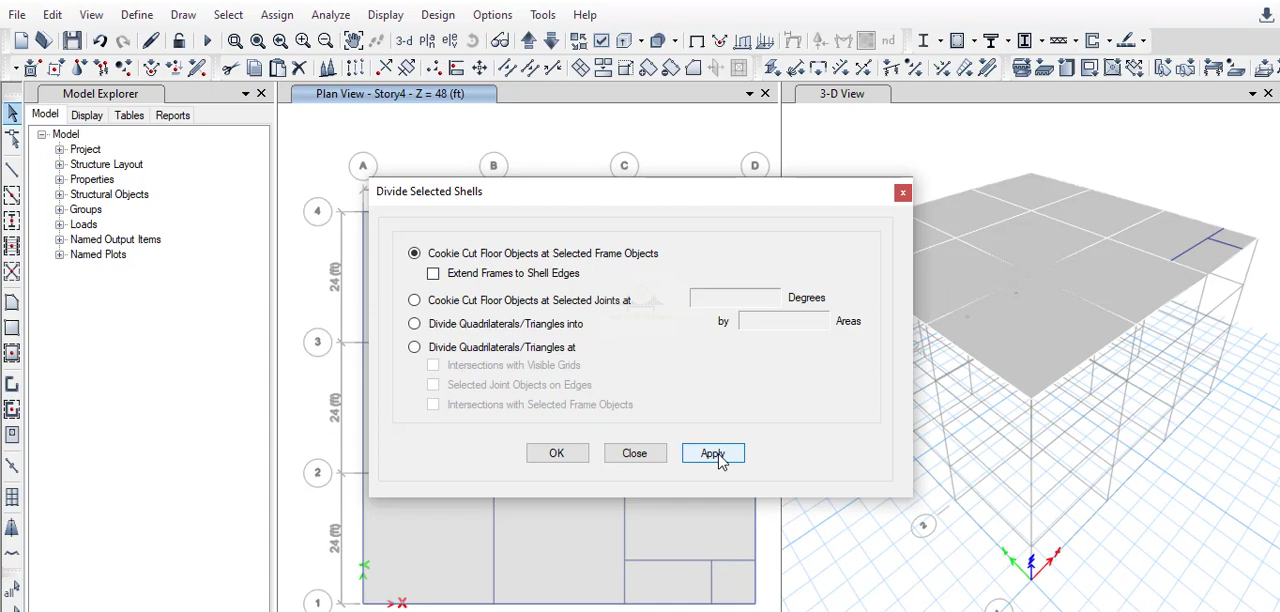 File Edit View Define Draw Select Assign Analyze Display Design Options Tools Help
3-d nd
Model Explorer
Plan View - Story4 - Z = 48 (ft)
3-D View
Model Display Tables Reports
Model
Project
Structure Layout
Properties
Structural Objects
Groups
Loads
Named Output Items
Named Plots
A B C D
4
24 (ft)
3
24 (ft)
2
24 (ft)
1
X
Divide Selected Shells
x
Cookie Cut Floor Objects at Selected Frame Objects
Extend Frames to Shell Edges
Cookie Cut Floor Objects at Selected Joints at Degrees
Divide Quadrilaterals/Triangles into by Areas
Divide Quadrilaterals/Triangles at
Intersections with Visible Grids
Selected Joint Objects on Edges
Intersections with Selected Frame Objects
OK Close Apply
2
all